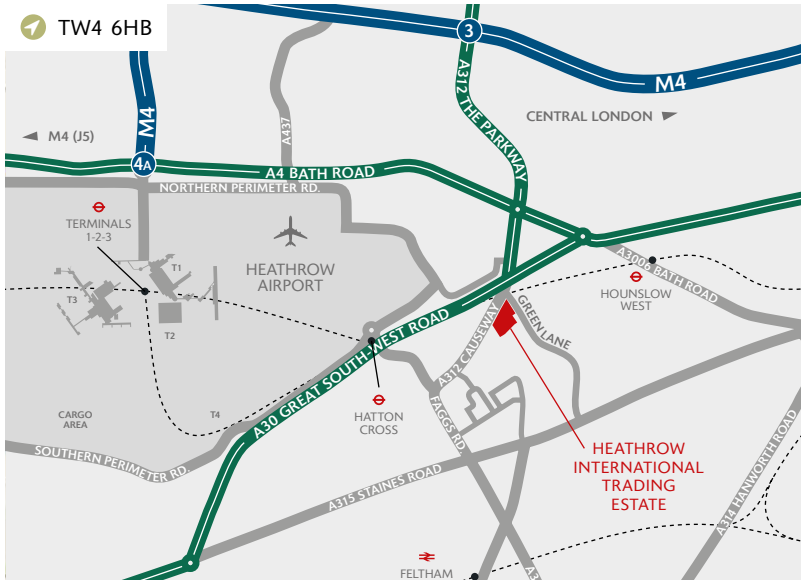 TW4 6HB
3
M4
M4
A312 THE PARKWAY
CENTRAL LONDON
A437
M4 (J5)
4A
A4 BATH ROAD
NORTHERN PERIMETER RD.
TERMINALS
1-2-3
T1
T3
T2
HEATHROW
AIRPORT
A3006 BATH ROAD
HOUNSLOW
WEST
GREEN LANE
A312 CAUSEWAY
A30 GREAT SOUTH-WEST ROAD
HATTON
CROSS
FAGGS RD.
CARGO
AREA
T4
SOUTHERN PERIMETER RD.
A315 STAINES ROAD
HEATHROW
INTERNATIONAL
TRADING
ESTATE
A314 HANWORTH ROAD
FELTHAM